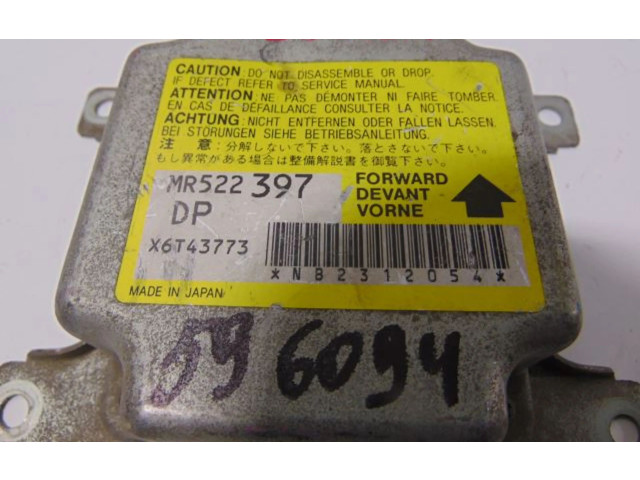 CAUTION : DO NOT DISASSEMBLE OR DROP.
IF DEFECT REFER TO SERVICE MANUAL.
ATTENTION : NE PAS DÉMONTER NI FAIRE TOMBER.
EN CAS DE DÉFAILLANCE CONSULTER LA NOTICE.
ACHTUNG : NICHT ENTFERNEN ODER FALLEN LASSEN.
BEI STÖRUNGEN SIEHE BETRIEBSANLEITUNG.
注 意 : 分解しないで下さい。落とさないで下さい。
もし異常がある場合は整備解説書を御覧下さい。
MR522 397
DP
X6T43773
FORWARD
DEVANT
VORNE
*NB2312054*
MADE IN JAPAN
596094